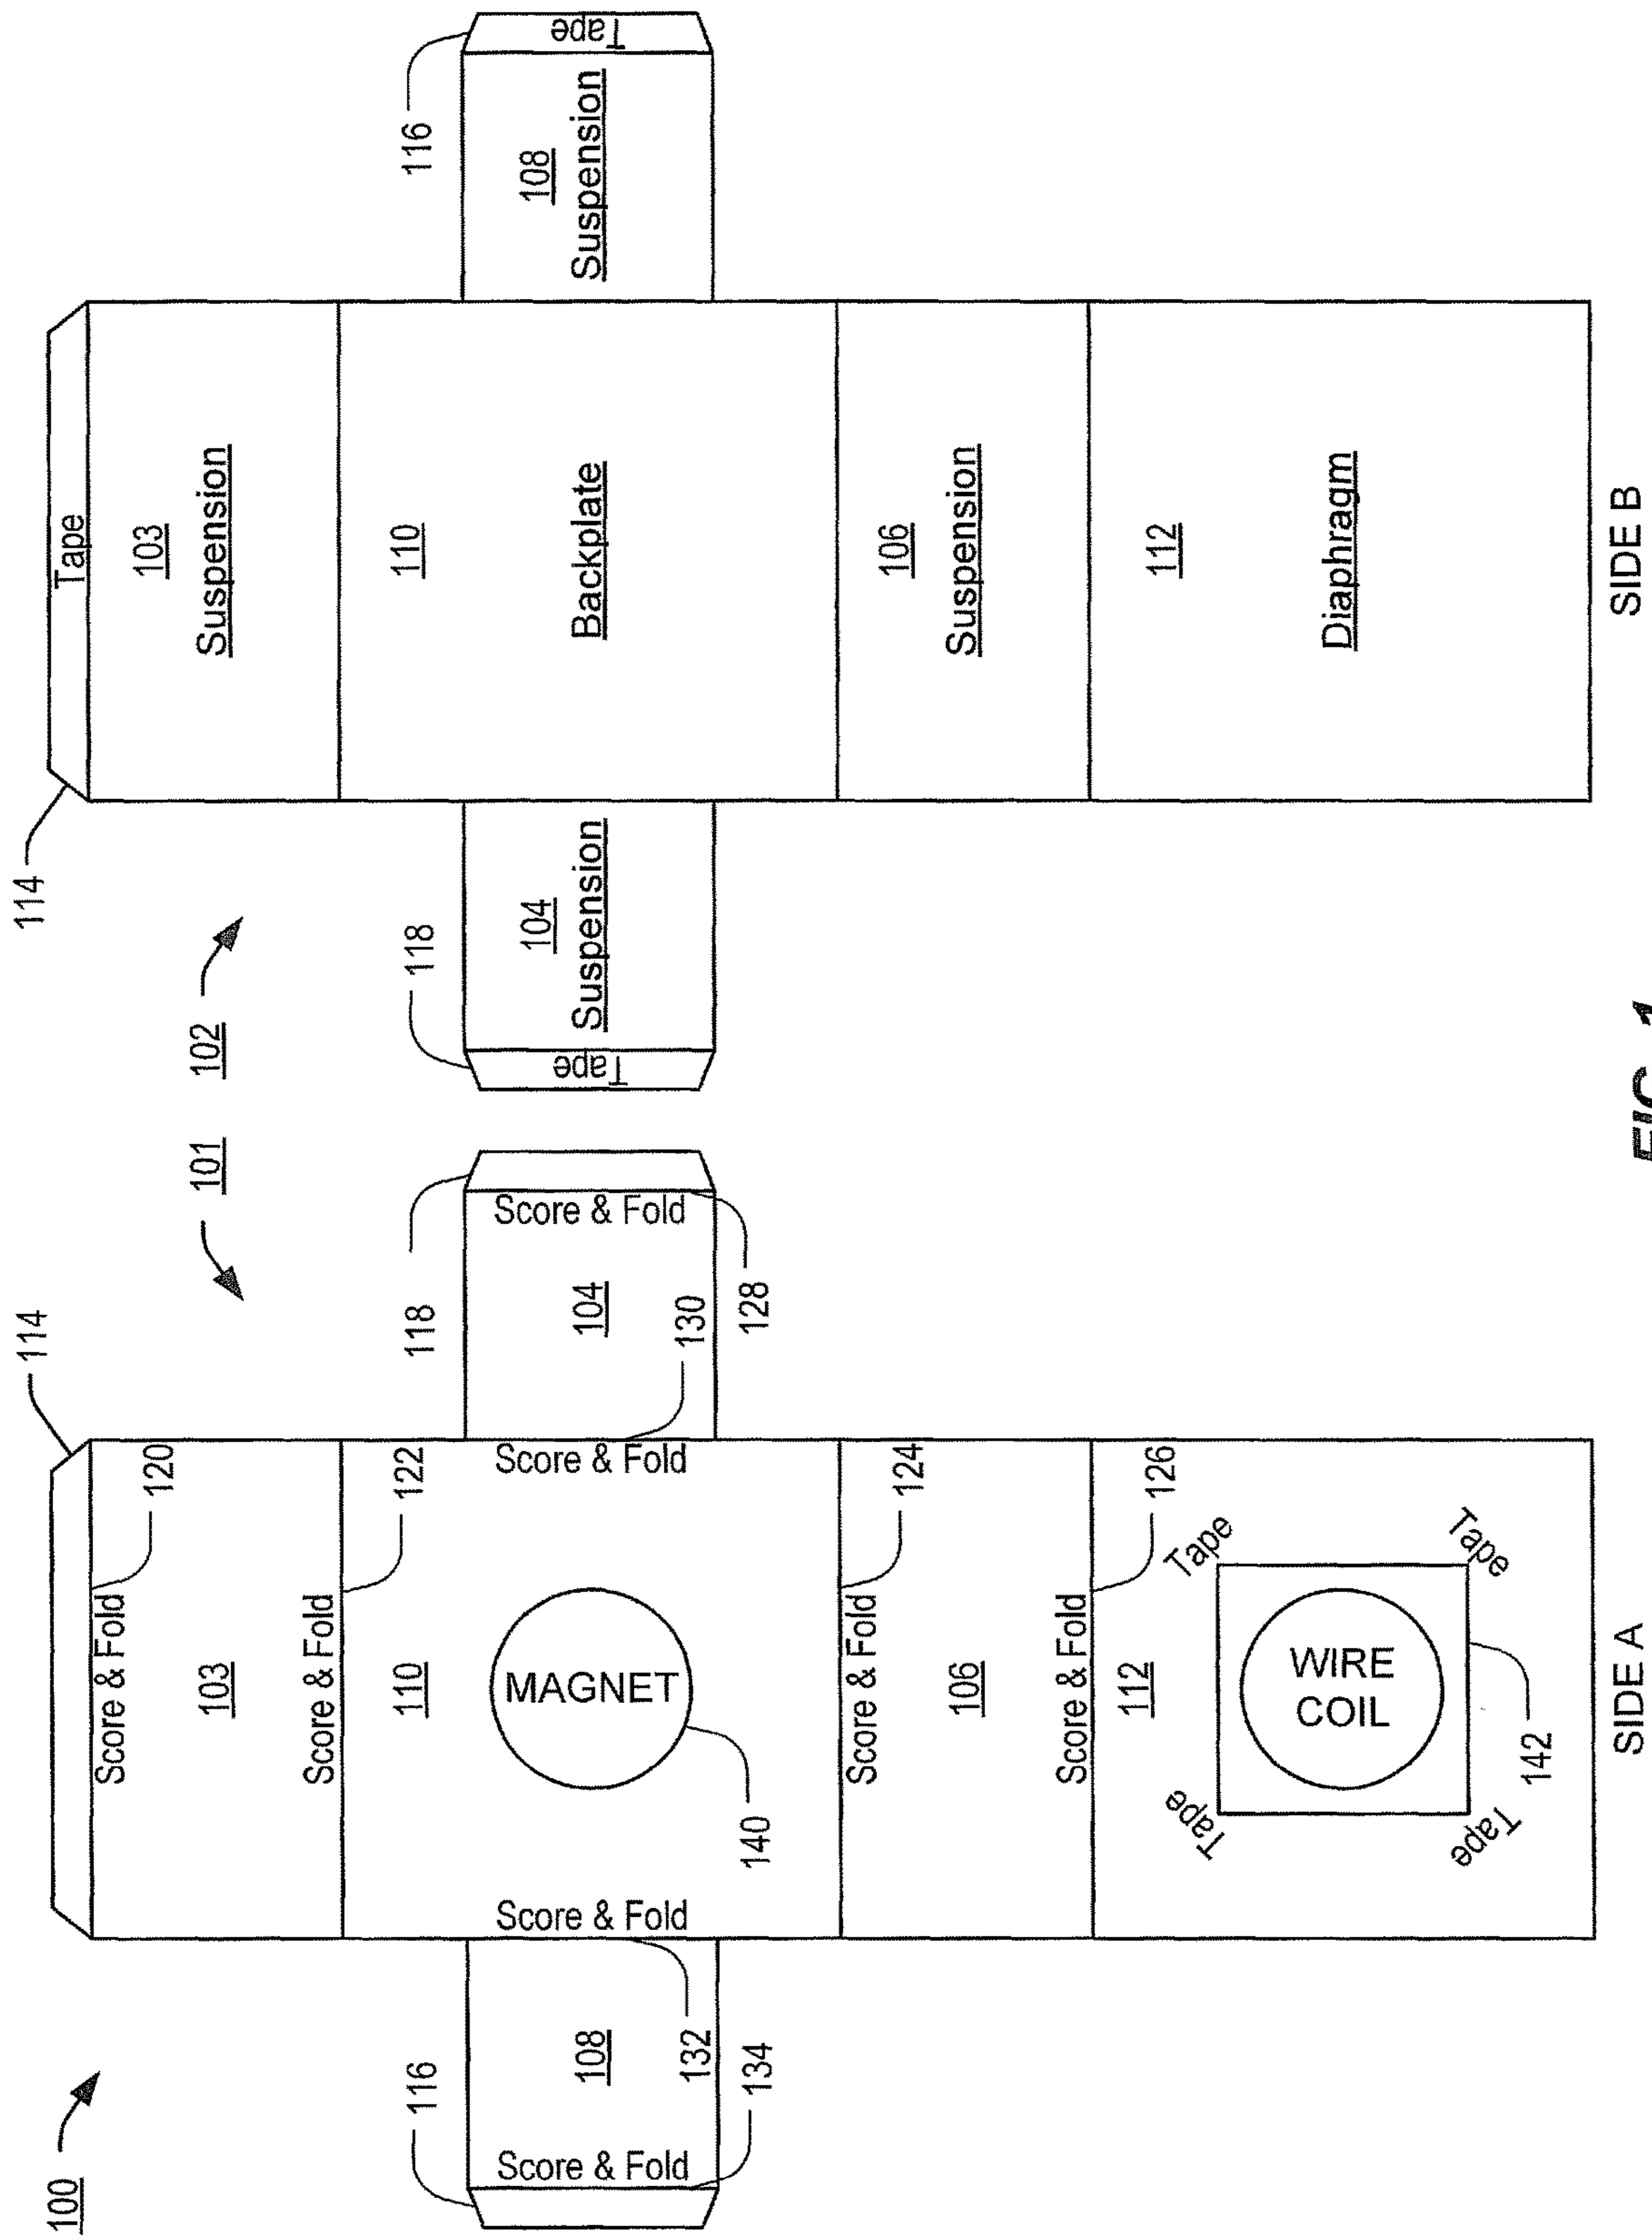 100
114
101
102
Score & Fold
120
103
Score & Fold
122
116
118
108
Score & Fold
Score & Fold
110
MAGNET
140
Score & Fold
Score & Fold
104
132
134
130
128
Score & Fold
124
106
Score & Fold
126
112
Tape
Tape
WIRE
COIL
Tape
Tape
142
SIDE A
114
Tape
103
Suspension
118
116
110
Backplate
Tape
104
Suspension
108
Suspension
Tape
106
Suspension
112
Diaphragm
SIDE B
FIG. 1